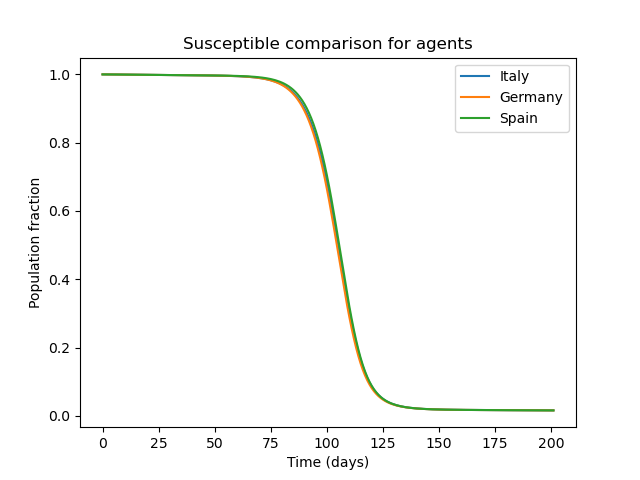 Susceptible comparison for agents
Italy
Germany
Spain
1.0
0.8
0.6
0.4
0.2
0.0
Population fraction
0 25 50 75 100 125 150 175 200
Time (days)